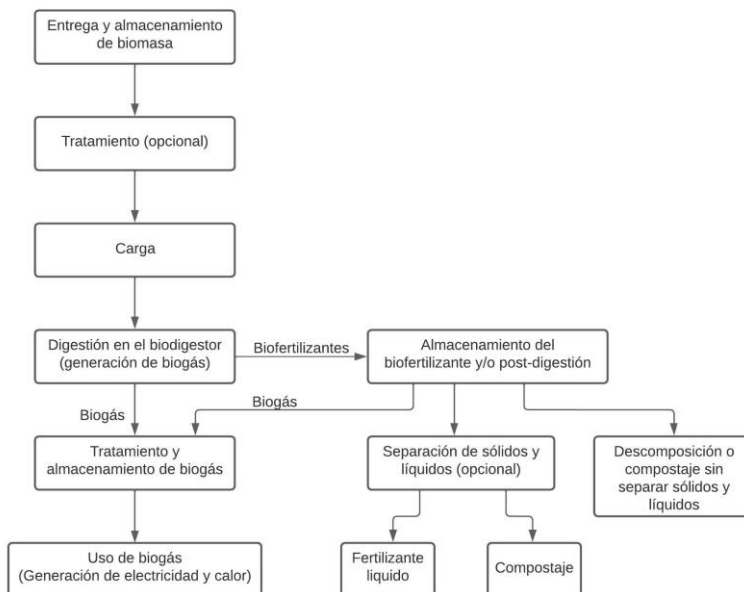 Entrega y almacenamiento
de biomasa
Tratamiento (opcional)
Carga
Digestión en el biodigestor
(generación de biogás)
Biofertilizantes
Almacenamiento del
biofertilizante y/o post-digestión
Biogás
Biogás
Tratamiento y
almacenamiento de biogás
Separación de sólidos y
líquidos (opcional)
Descomposición o
compostaje sin
separar sólidos y
líquidos
Uso de biogás
(Generación de electricidad y calor)
Fertilizante
liquido
Compostaje